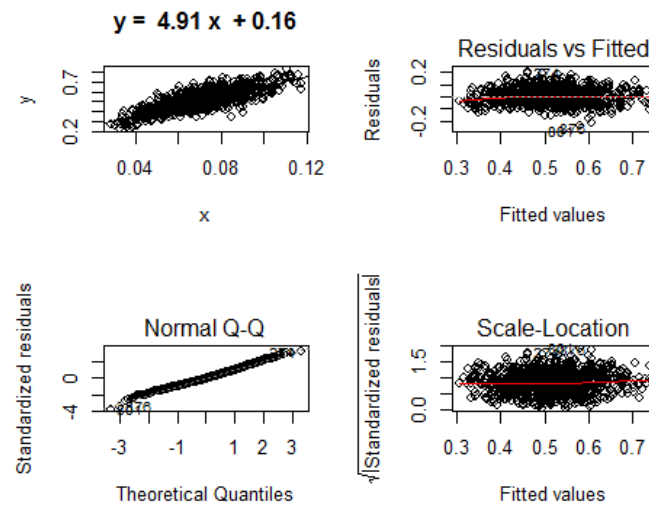 y = 4.91 x + 0.16
y
0.2
0.7
0.04
0.08
0.12
x
Residuals vs Fitted
Residuals
-0.2
0.2
0.3
0.4
0.5
0.6
0.7
Fitted values
Normal Q-Q
Standardized residuals
-4
0
-3
-1
1
2
3
Theoretical Quantiles
Scale-Location
√|Standardized residuals|
0.0
1.5
0.3
0.4
0.5
0.6
0.7
Fitted values